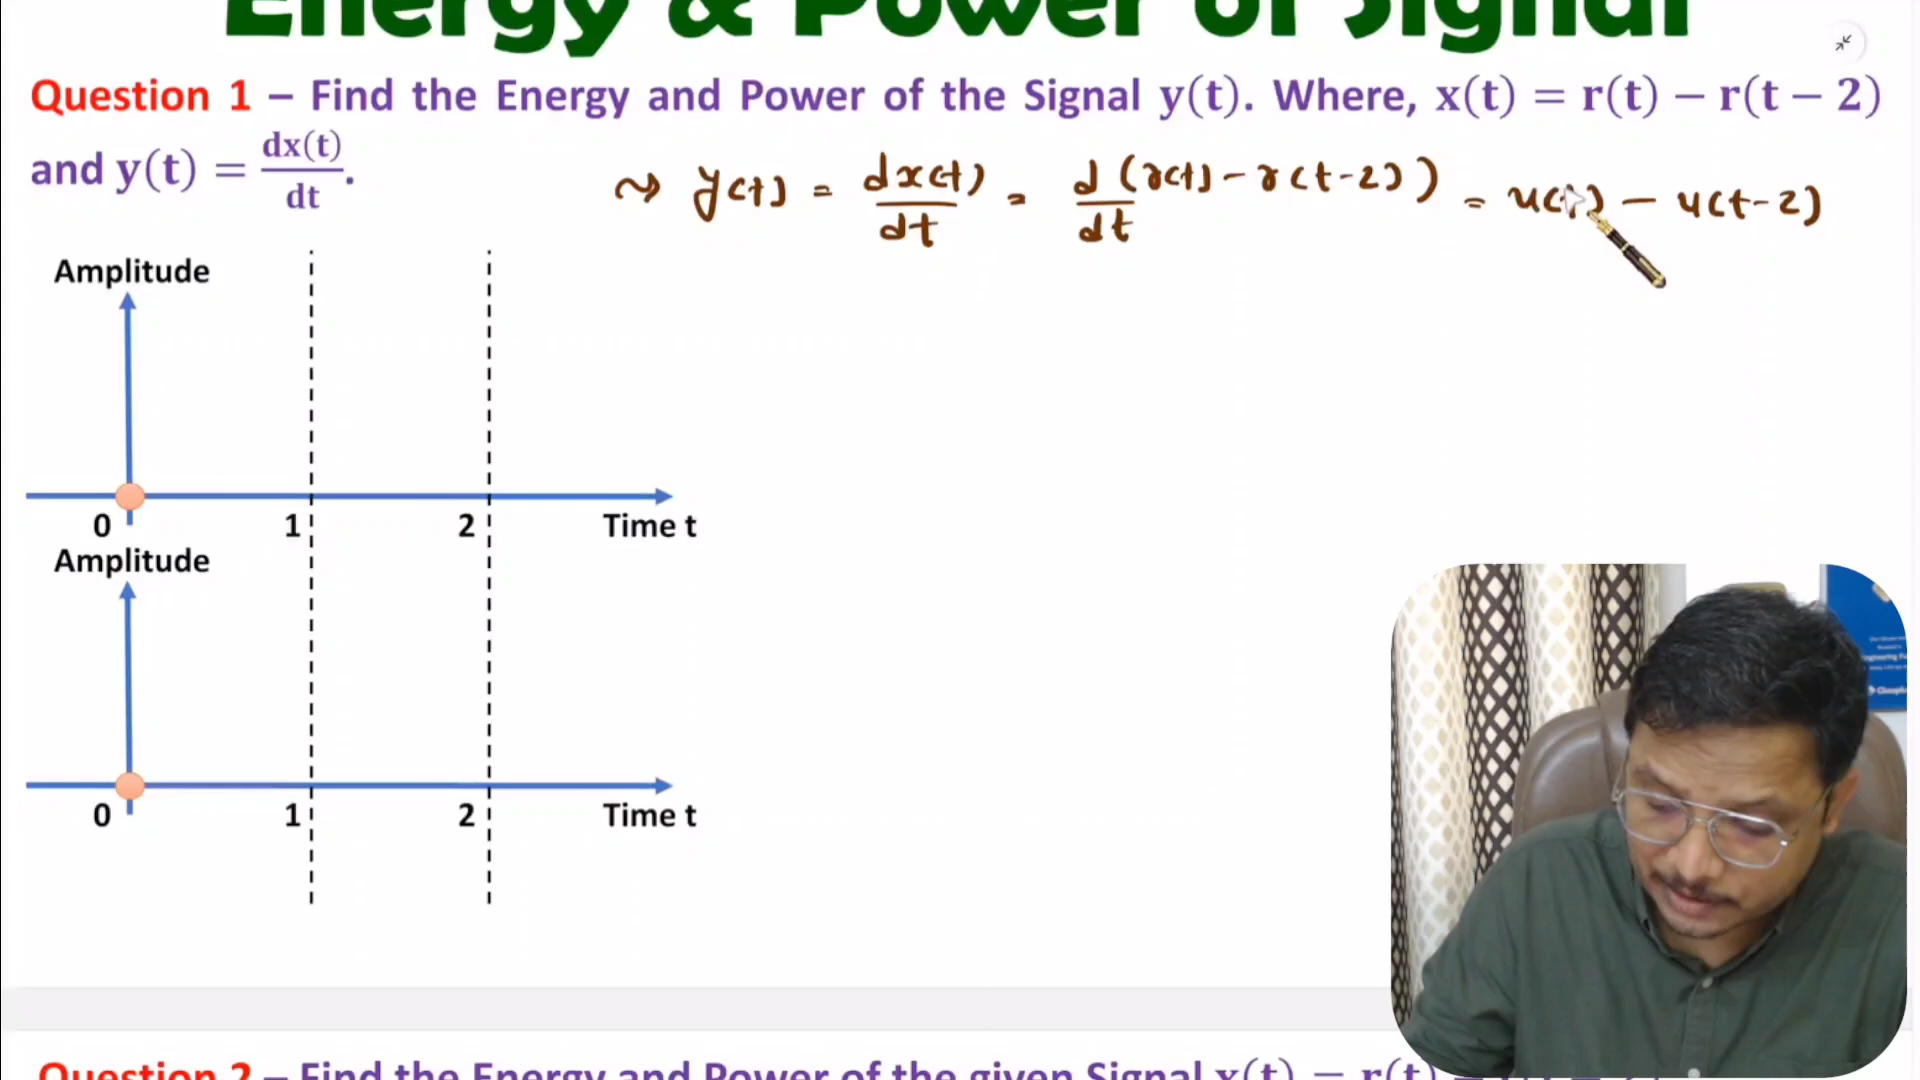 Energy & Power of Signal
Question 1 – Find the Energy and Power of the Signal y(t). Where, x(t) = r(t) − r(t − 2)
and y(t) = dx(t)/dt.
⤳ y(t) = dx(t)/dt = d/dt (r(t) - r(t-2)) = u(t) - u(t-2)
Amplitude
0 1 2 Time t
Amplitude
0 1 2 Time t
Question 2 – Find the Energy and Power of the given Signal x(t) = r(t)